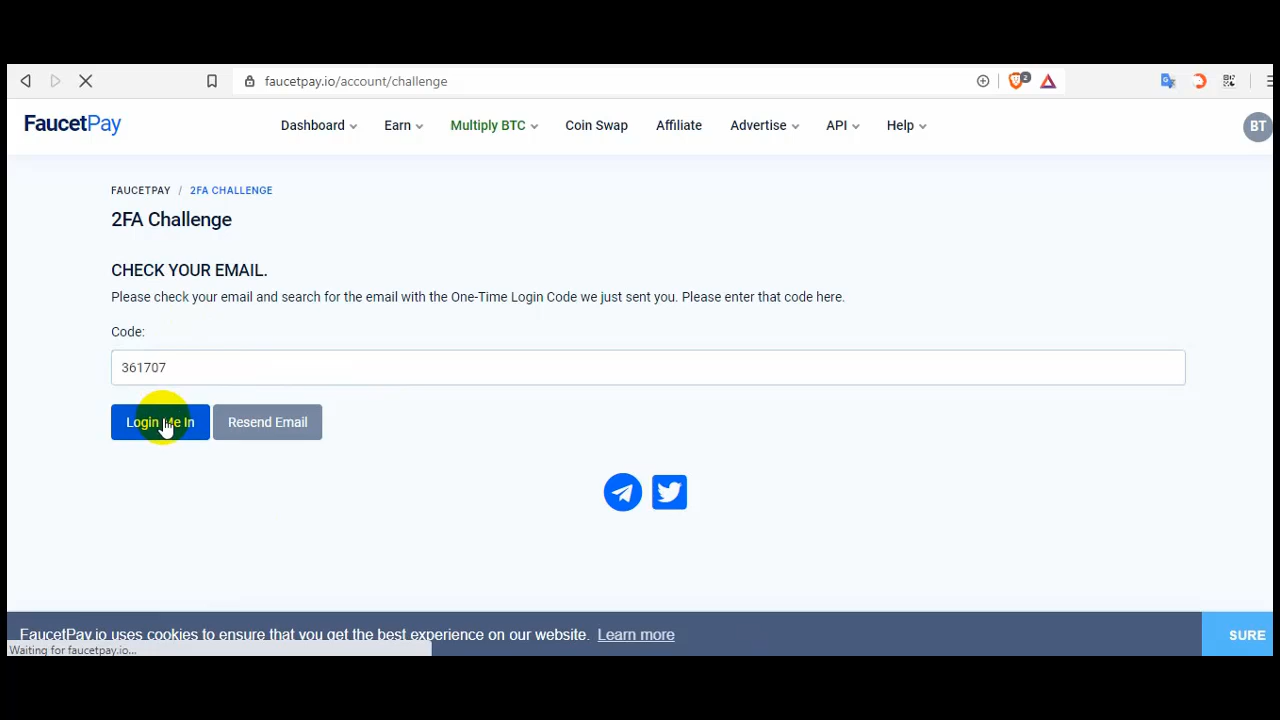 faucetpay.io/account/challenge
2
FaucetPay
Dashboard Earn Multiply BTC Coin Swap Affiliate Advertise API Help
BT
FAUCETPAY / 2FA CHALLENGE
2FA Challenge
CHECK YOUR EMAIL.
Please check your email and search for the email with the One-Time Login Code we just sent you. Please enter that code here.
Code:
361707
Login Me In Resend Email
FaucetPay.io uses cookies to ensure that you get the best experience on our website. Learn more SURE
Waiting for faucetpay.io...